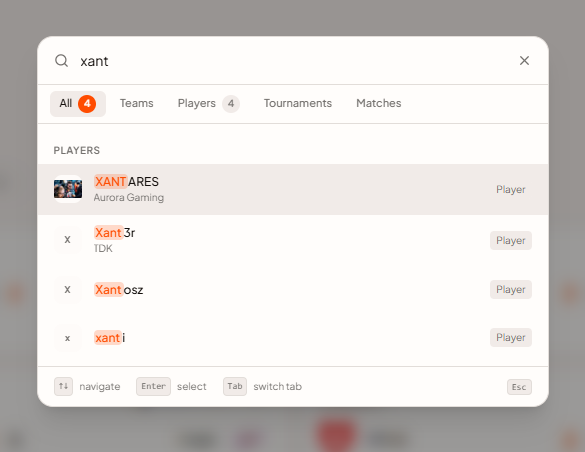 xant
All 4 Teams Players 4 Tournaments Matches
PLAYERS
XANTARES
Aurora Gaming
Player
X
Xant3r
TDK
Player
X
Xantosz
Player
x
xanti
Player
↑↓ navigate Enter select Tab switch tab Esc